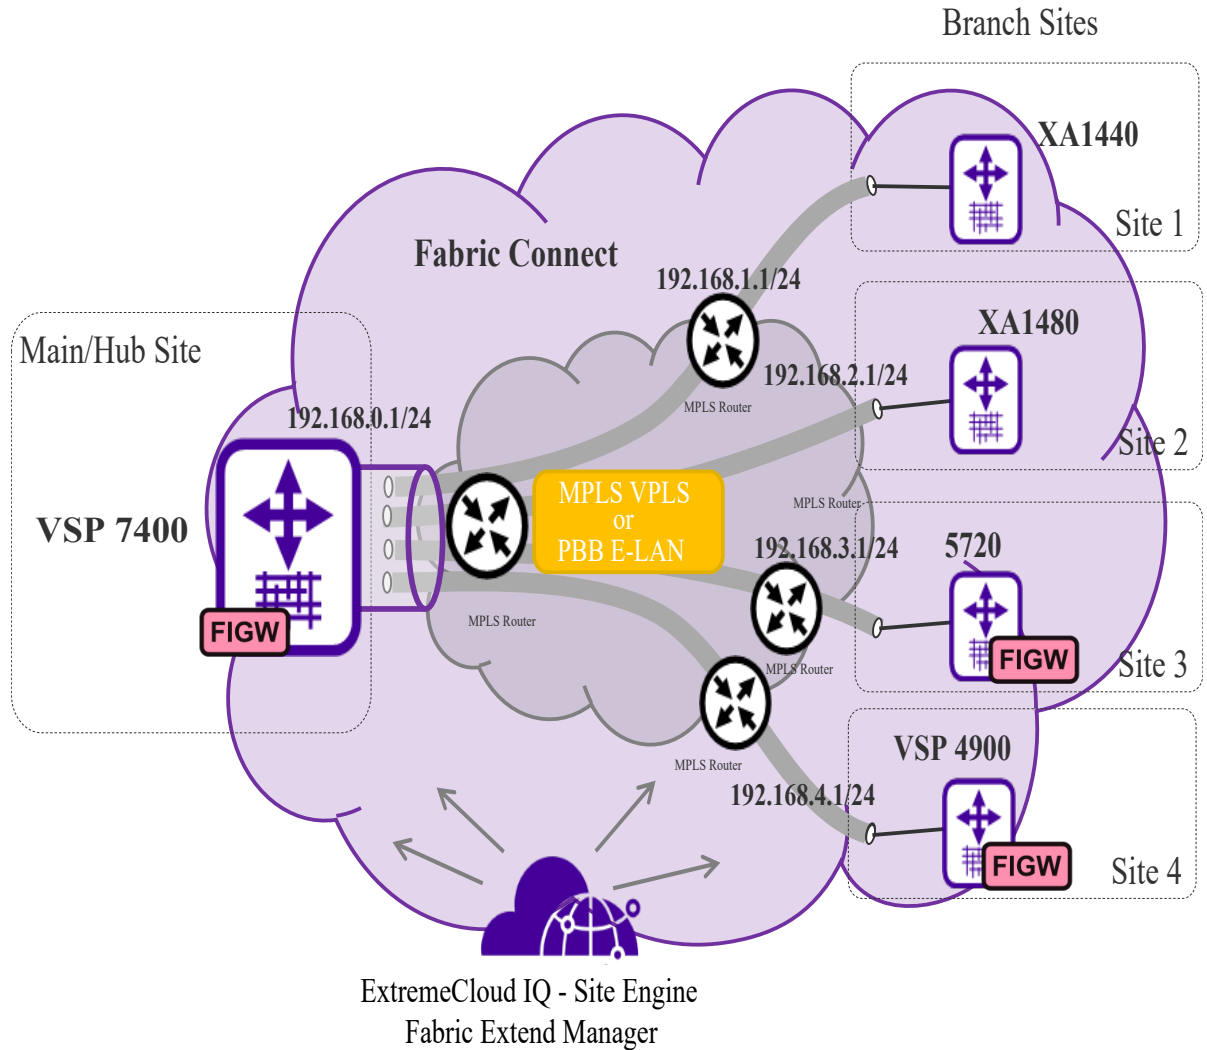 Branch Sites
XA1440
Site 1
Fabric Connect
192.168.1.1/24
XA1480
Main/Hub Site
192.168.2.1/24
MPLS Router
192.168.0.1/24
Site 2
MPLS VPLS
or
PBB E-LAN
MPLS Router
VSP 7400
192.168.3.1/24
5720
MPLS Router
FIGW
MPLS Router
FIGW
Site 3
VSP 4900
MPLS Router
192.168.4.1/24
FIGW
Site 4
ExtremeCloud IQ - Site Engine
Fabric Extend Manager